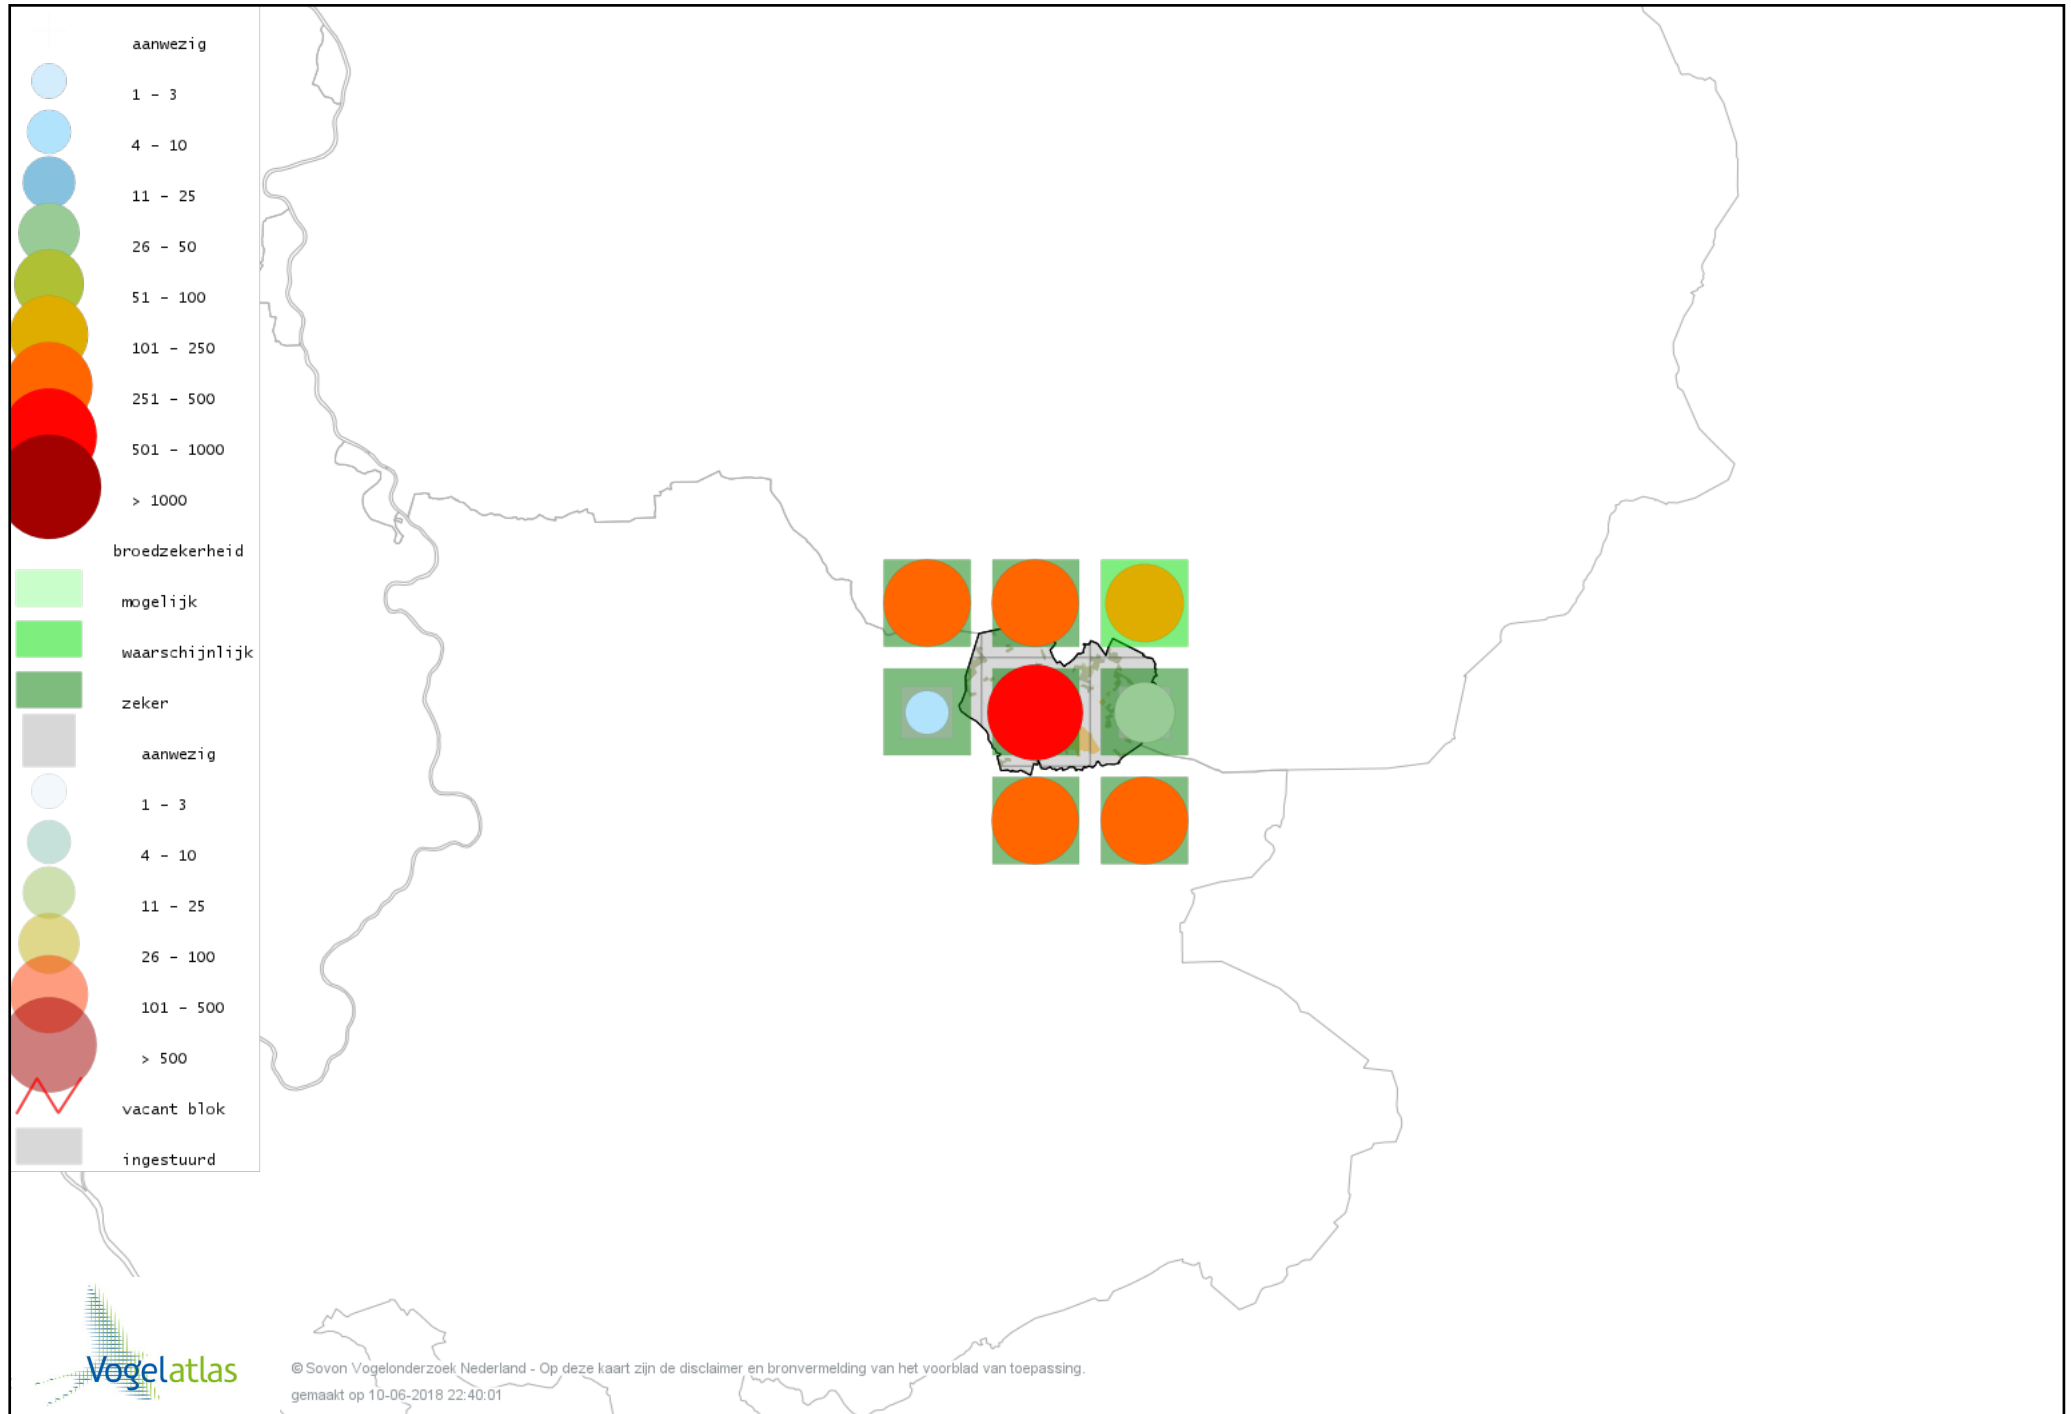 aanwezig
1 - 3
4 - 10
11 - 25
26 - 50
51 - 100
101 - 250
251 - 500
501 - 1000
> 1000
broedzekerheid
mogelijk
waarschijnlijk
zeker
aanwezig
1 - 3
4 - 10
11 - 25
26 - 100
101 - 500
> 500
vacant blok
ingestuurd
Vogelatlas
© Sovon Vogelonderzoek Nederland - Op deze kaart zijn de disclaimer en bronvermelding van het voorblad van toepassing.
gemaakt op 10-06-2018 22:40:01